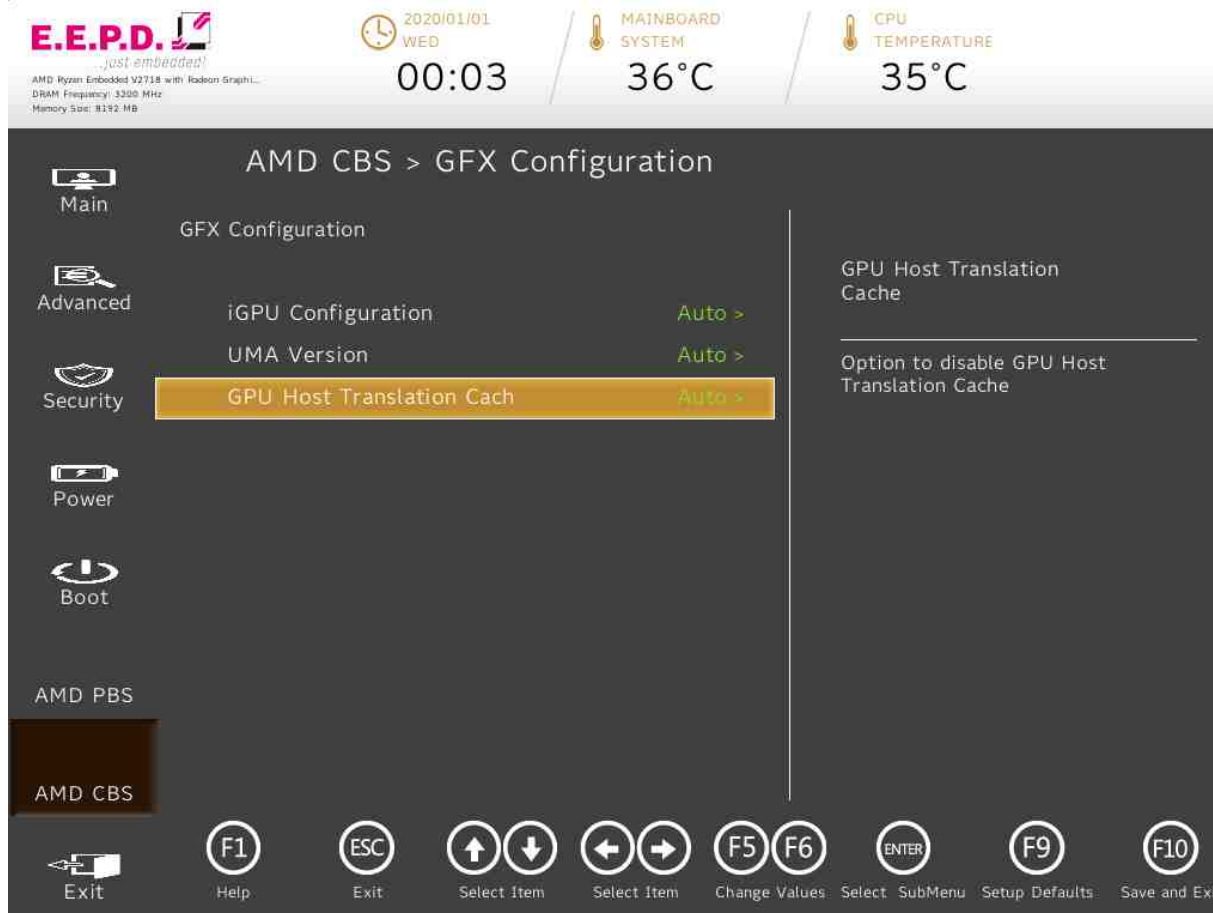 E.E.P.D.
...just embedded!
AMD Ryzen Embedded V2718 with Radeon Graphi...
DRAM Frequency: 3200 MHz
Memory Size: 8192 MB
2020/01/01
WED
00:03
MAINBOARD
SYSTEM
36°C
CPU
TEMPERATURE
35°C
AMD CBS > GFX Configuration
Main
Advanced
Security
Power
Boot
AMD PBS
AMD CBS
Exit
GFX Configuration
iGPU Configuration Auto >
UMA Version Auto >
GPU Host Translation Cach Auto >
GPU Host Translation
Cache
Option to disable GPU Host
Translation Cache
F1
Help
ESC
Exit
Select Item
Select Item
F5 F6
Change Values
ENTER
Select SubMenu
F9
Setup Defaults
F10
Save and Exi